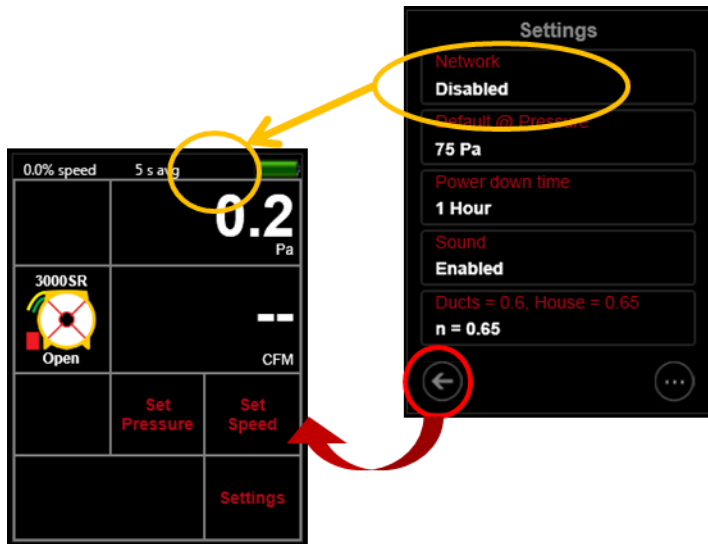 Settings
Network
Disabled
Default @ Pressure
75 Pa
Power down time
1 Hour
Sound
Enabled
Ducts = 0.6, House = 0.65
n = 0.65
0.0% speed 5 s avg
0.2
Pa
3000SR
Open
--
CFM
Set
Pressure
Set
Speed
Settings